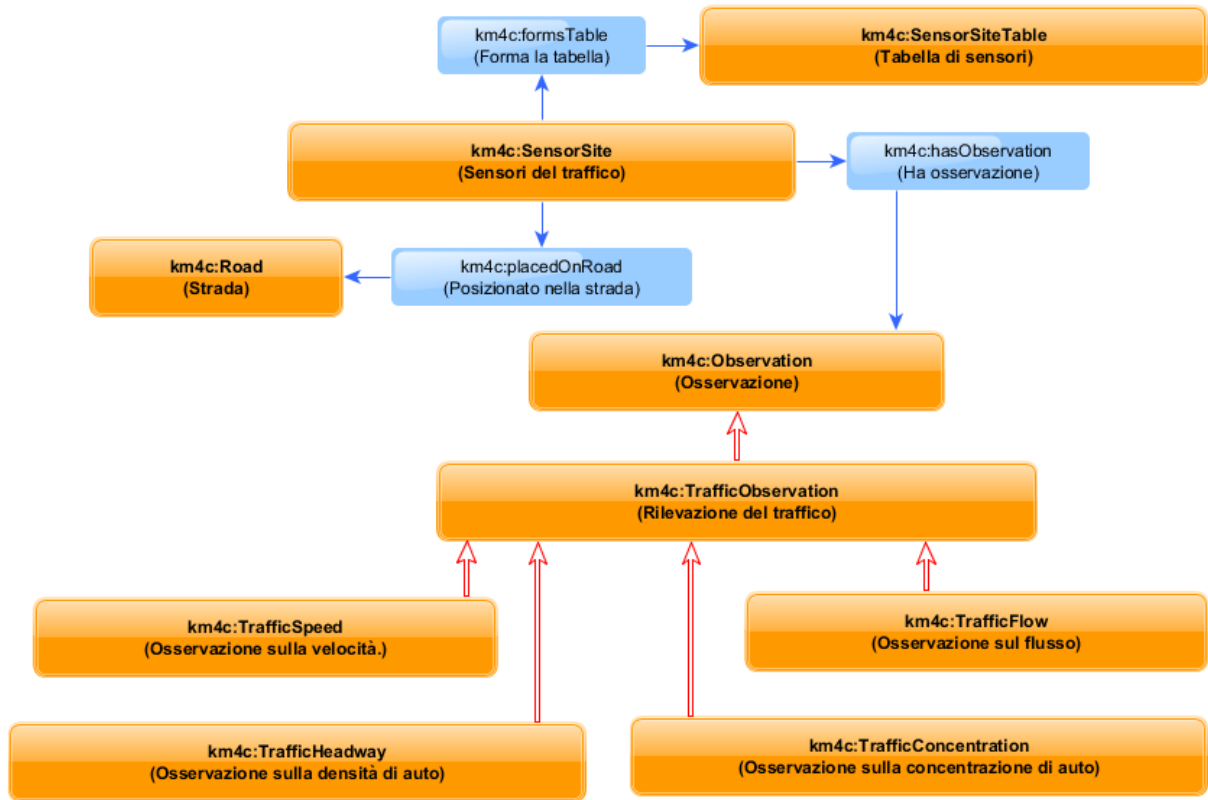 km4c:formsTable
(Forma la tabella)
km4c:SensorSiteTable
(Tabella di sensori)
km4c:SensorSite
(Sensori del traffico)
km4c:hasObservation
(Ha osservazione)
km4c:Road
(Strada)
km4c:placedOnRoad
(Posizionato nella strada)
km4c:Observation
(Osservazione)
km4c:TrafficObservation
(Rilevazione del traffico)
km4c:TrafficSpeed
(Osservazione sulla velocità.)
km4c:TrafficFlow
(Osservazione sul flusso)
km4c:TrafficHeadway
(Osservazione sulla densità di auto)
km4c:TrafficConcentration
(Osservazione sulla concentrazione di auto)